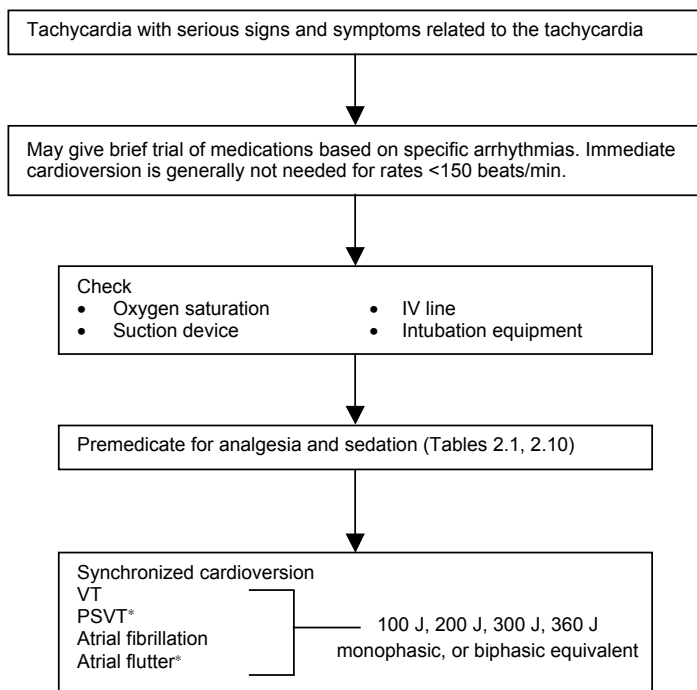 Tachycardia with serious signs and symptoms related to the tachycardia
May give brief trial of medications based on specific arrhythmias. Immediate
cardioversion is generally not needed for rates <150 beats/min.
Check
• Oxygen saturation • IV line
• Suction device • Intubation equipment
Premedicate for analgesia and sedation (Tables 2.1, 2.10)
Synchronized cardioversion
VT
PSVT*
Atrial fibrillation
Atrial flutter*
100 J, 200 J, 300 J, 360 J
monophasic, or biphasic equivalent